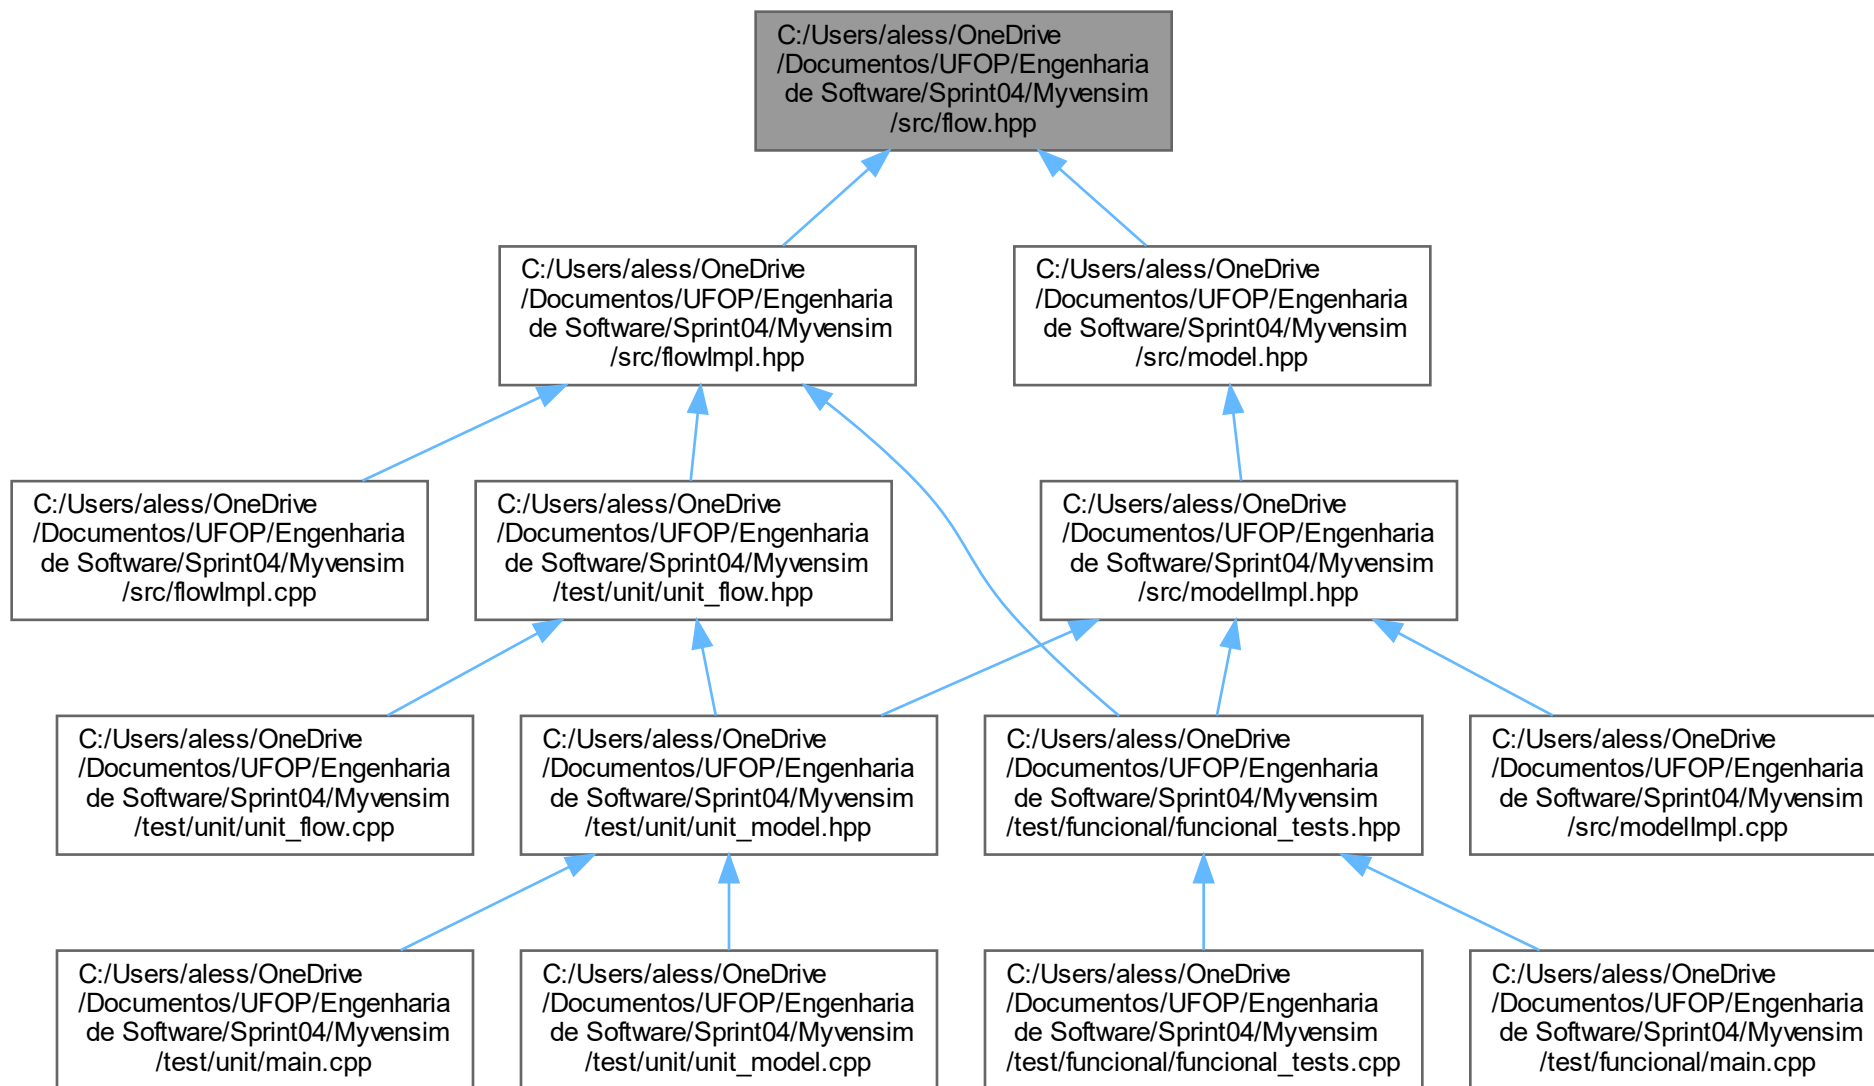 C:/Users/aless/OneDrive
/Documentos/UFOP/Engenharia
de Software/Sprint04/Myvensim
/src/flow.hpp
C:/Users/aless/OneDrive
/Documentos/UFOP/Engenharia
de Software/Sprint04/Myvensim
/src/flowImpl.hpp
C:/Users/aless/OneDrive
/Documentos/UFOP/Engenharia
de Software/Sprint04/Myvensim
/src/model.hpp
C:/Users/aless/OneDrive
/Documentos/UFOP/Engenharia
de Software/Sprint04/Myvensim
/src/flowImpl.cpp
C:/Users/aless/OneDrive
/Documentos/UFOP/Engenharia
de Software/Sprint04/Myvensim
/test/unit/unit_flow.hpp
C:/Users/aless/OneDrive
/Documentos/UFOP/Engenharia
de Software/Sprint04/Myvensim
/src/modelImpl.hpp
C:/Users/aless/OneDrive
/Documentos/UFOP/Engenharia
de Software/Sprint04/Myvensim
/test/unit/unit_flow.cpp
C:/Users/aless/OneDrive
/Documentos/UFOP/Engenharia
de Software/Sprint04/Myvensim
/test/unit/unit_model.hpp
C:/Users/aless/OneDrive
/Documentos/UFOP/Engenharia
de Software/Sprint04/Myvensim
/test/funcional/funcional_tests.hpp
C:/Users/aless/OneDrive
/Documentos/UFOP/Engenharia
de Software/Sprint04/Myvensim
/src/modelImpl.cpp
C:/Users/aless/OneDrive
/Documentos/UFOP/Engenharia
de Software/Sprint04/Myvensim
/test/unit/main.cpp
C:/Users/aless/OneDrive
/Documentos/UFOP/Engenharia
de Software/Sprint04/Myvensim
/test/unit/unit_model.cpp
C:/Users/aless/OneDrive
/Documentos/UFOP/Engenharia
de Software/Sprint04/Myvensim
/test/funcional/funcional_tests.cpp
C:/Users/aless/OneDrive
/Documentos/UFOP/Engenharia
de Software/Sprint04/Myvensim
/test/funcional/main.cpp